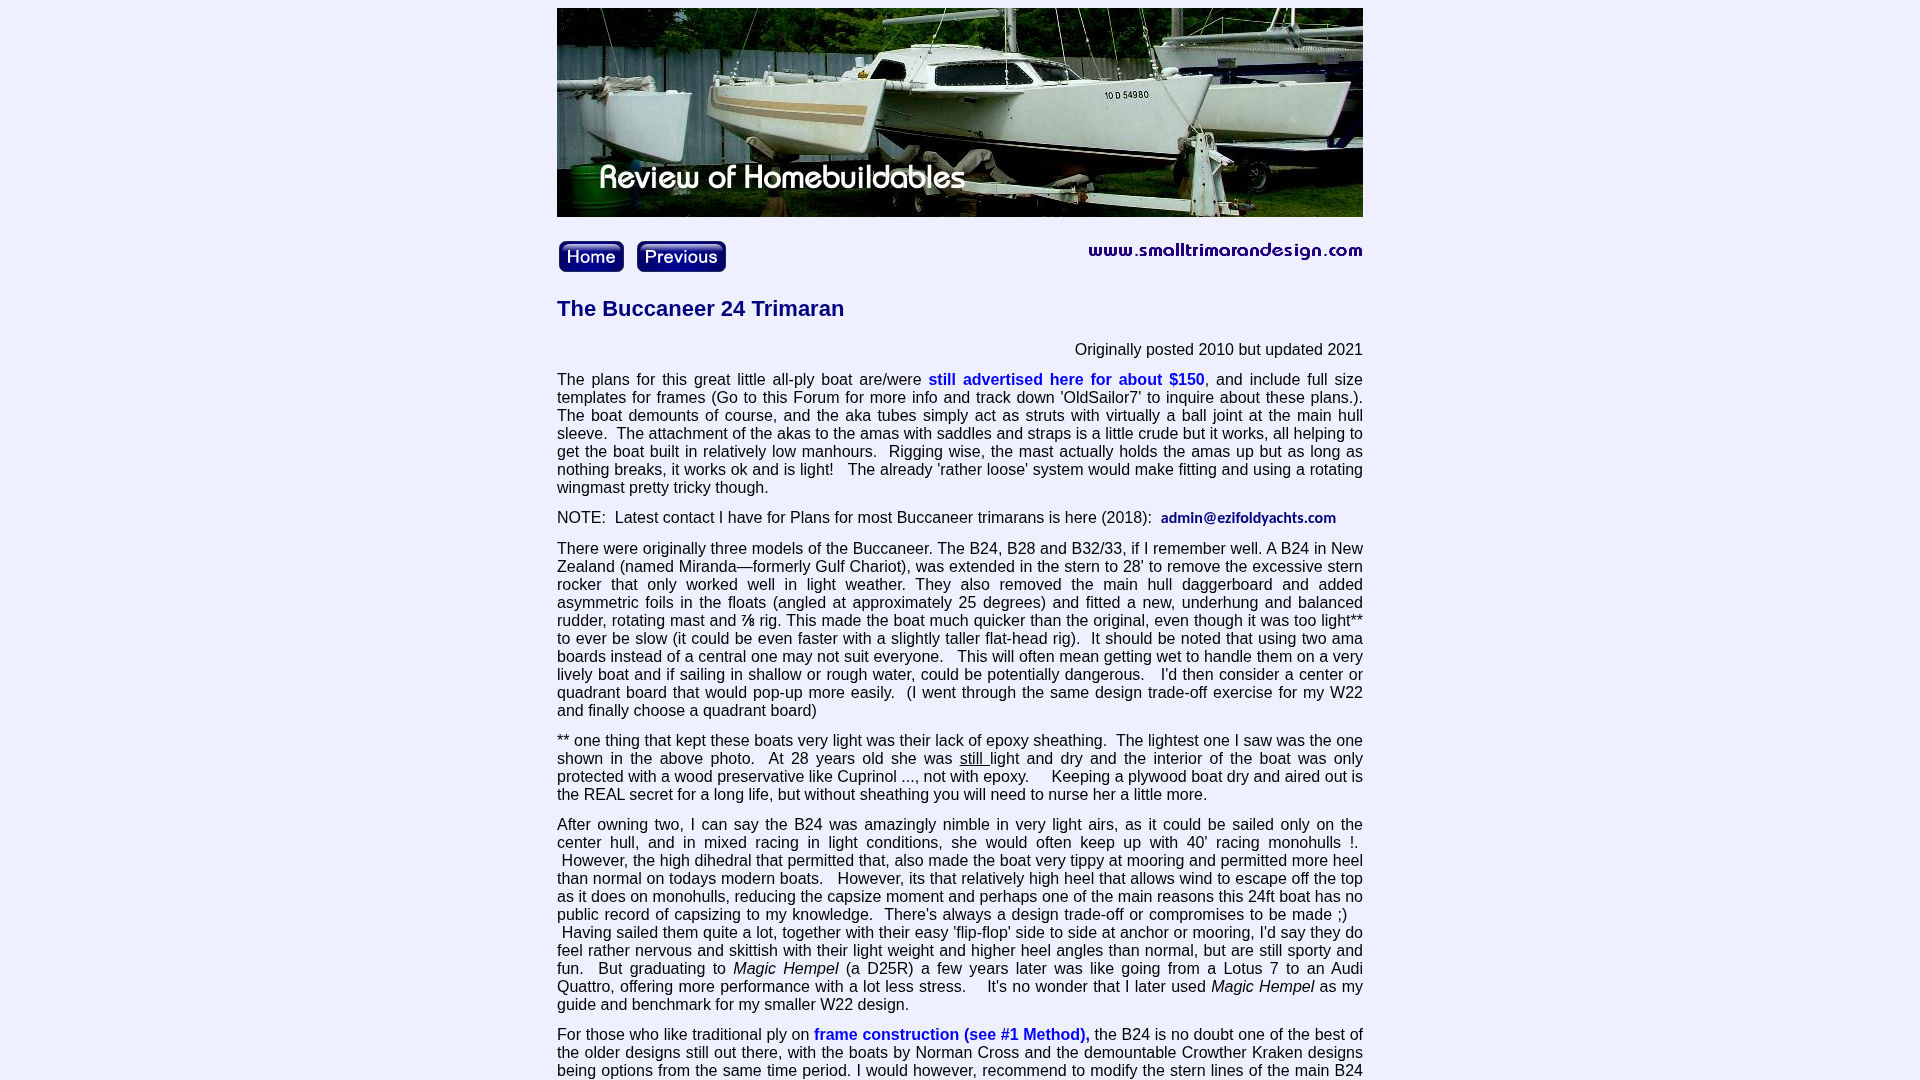 10 D 54980
Review of Homebuildables
Home
Previous
www.smalltrimarandesign.com
The Buccaneer 24 Trimaran
Originally posted 2010 but updated 2021
The plans for this great little all-ply boat are/were still advertised here for about $150, and include full size
templates for frames (Go to this Forum for more info and track down 'OldSailor7' to inquire about these plans.).
The boat demounts of course, and the aka tubes simply act as struts with virtually a ball joint at the main hull
sleeve. The attachment of the akas to the amas with saddles and straps is a little crude but it works, all helping to
get the boat built in relatively low manhours. Rigging wise, the mast actually holds the amas up but as long as
nothing breaks, it works ok and is light! The already 'rather loose' system would make fitting and using a rotating
wingmast pretty tricky though.
NOTE: Latest contact I have for Plans for most Buccaneer trimarans is here (2018): admin@ezifoldyachts.com
There were originally three models of the Buccaneer. The B24, B28 and B32/33, if I remember well. A B24 in New
Zealand (named Miranda—formerly Gulf Chariot), was extended in the stern to 28' to remove the excessive stern
rocker that only worked well in light weather. They also removed the main hull daggerboard and added
asymmetric foils in the floats (angled at approximately 25 degrees) and fitted a new, underhung and balanced
rudder, rotating mast and ⅞ rig. This made the boat much quicker than the original, even though it was too light**
to ever be slow (it could be even faster with a slightly taller flat-head rig). It should be noted that using two ama
boards instead of a central one may not suit everyone. This will often mean getting wet to handle them on a very
lively boat and if sailing in shallow or rough water, could be potentially dangerous. I'd then consider a center or
quadrant board that would pop-up more easily. (I went through the same design trade-off exercise for my W22
and finally choose a quadrant board)
** one thing that kept these boats very light was their lack of epoxy sheathing. The lightest one I saw was the one
shown in the above photo. At 28 years old she was still light and dry and the interior of the boat was only
protected with a wood preservative like Cuprinol ..., not with epoxy. Keeping a plywood boat dry and aired out is
the REAL secret for a long life, but without sheathing you will need to nurse her a little more.
After owning two, I can say the B24 was amazingly nimble in very light airs, as it could be sailed only on the
center hull, and in mixed racing in light conditions, she would often keep up with 40' racing monohulls !.
However, the high dihedral that permitted that, also made the boat very tippy at mooring and permitted more heel
than normal on todays modern boats. However, its that relatively high heel that allows wind to escape off the top
as it does on monohulls, reducing the capsize moment and perhaps one of the main reasons this 24ft boat has no
public record of capsizing to my knowledge. There's always a design trade-off or compromises to be made ;)
Having sailed them quite a lot, together with their easy 'flip-flop' side to side at anchor or mooring, I'd say they do
feel rather nervous and skittish with their light weight and higher heel angles than normal, but are still sporty and
fun. But graduating to Magic Hempel (a D25R) a few years later was like going from a Lotus 7 to an Audi
Quattro, offering more performance with a lot less stress. It's no wonder that I later used Magic Hempel as my
guide and benchmark for my smaller W22 design.
For those who like traditional ply on frame construction (see #1 Method), the B24 is no doubt one of the best of
the older designs still out there, with the boats by Norman Cross and the demountable Crowther Kraken designs
being options from the same time period. I would however, recommend to modify the stern lines of the main B24